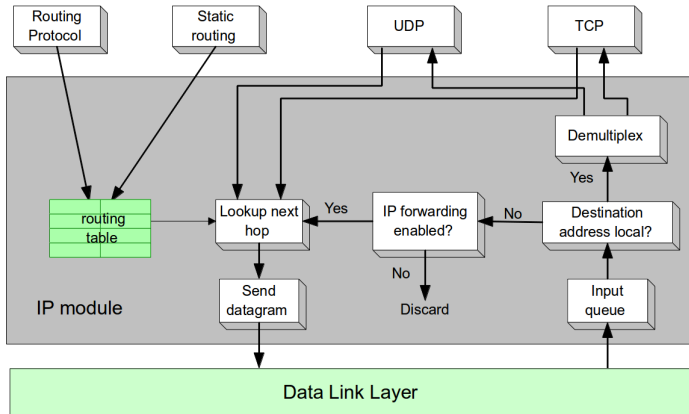 Routing
Protocol
Static
routing
UDP
TCP
Demultiplex
Yes
routing
table
Lookup next
hop
Yes
IP forwarding
enabled?
No
Destination
address local?
No
Send
datagram
Discard
Input
queue
IP module
Data Link Layer